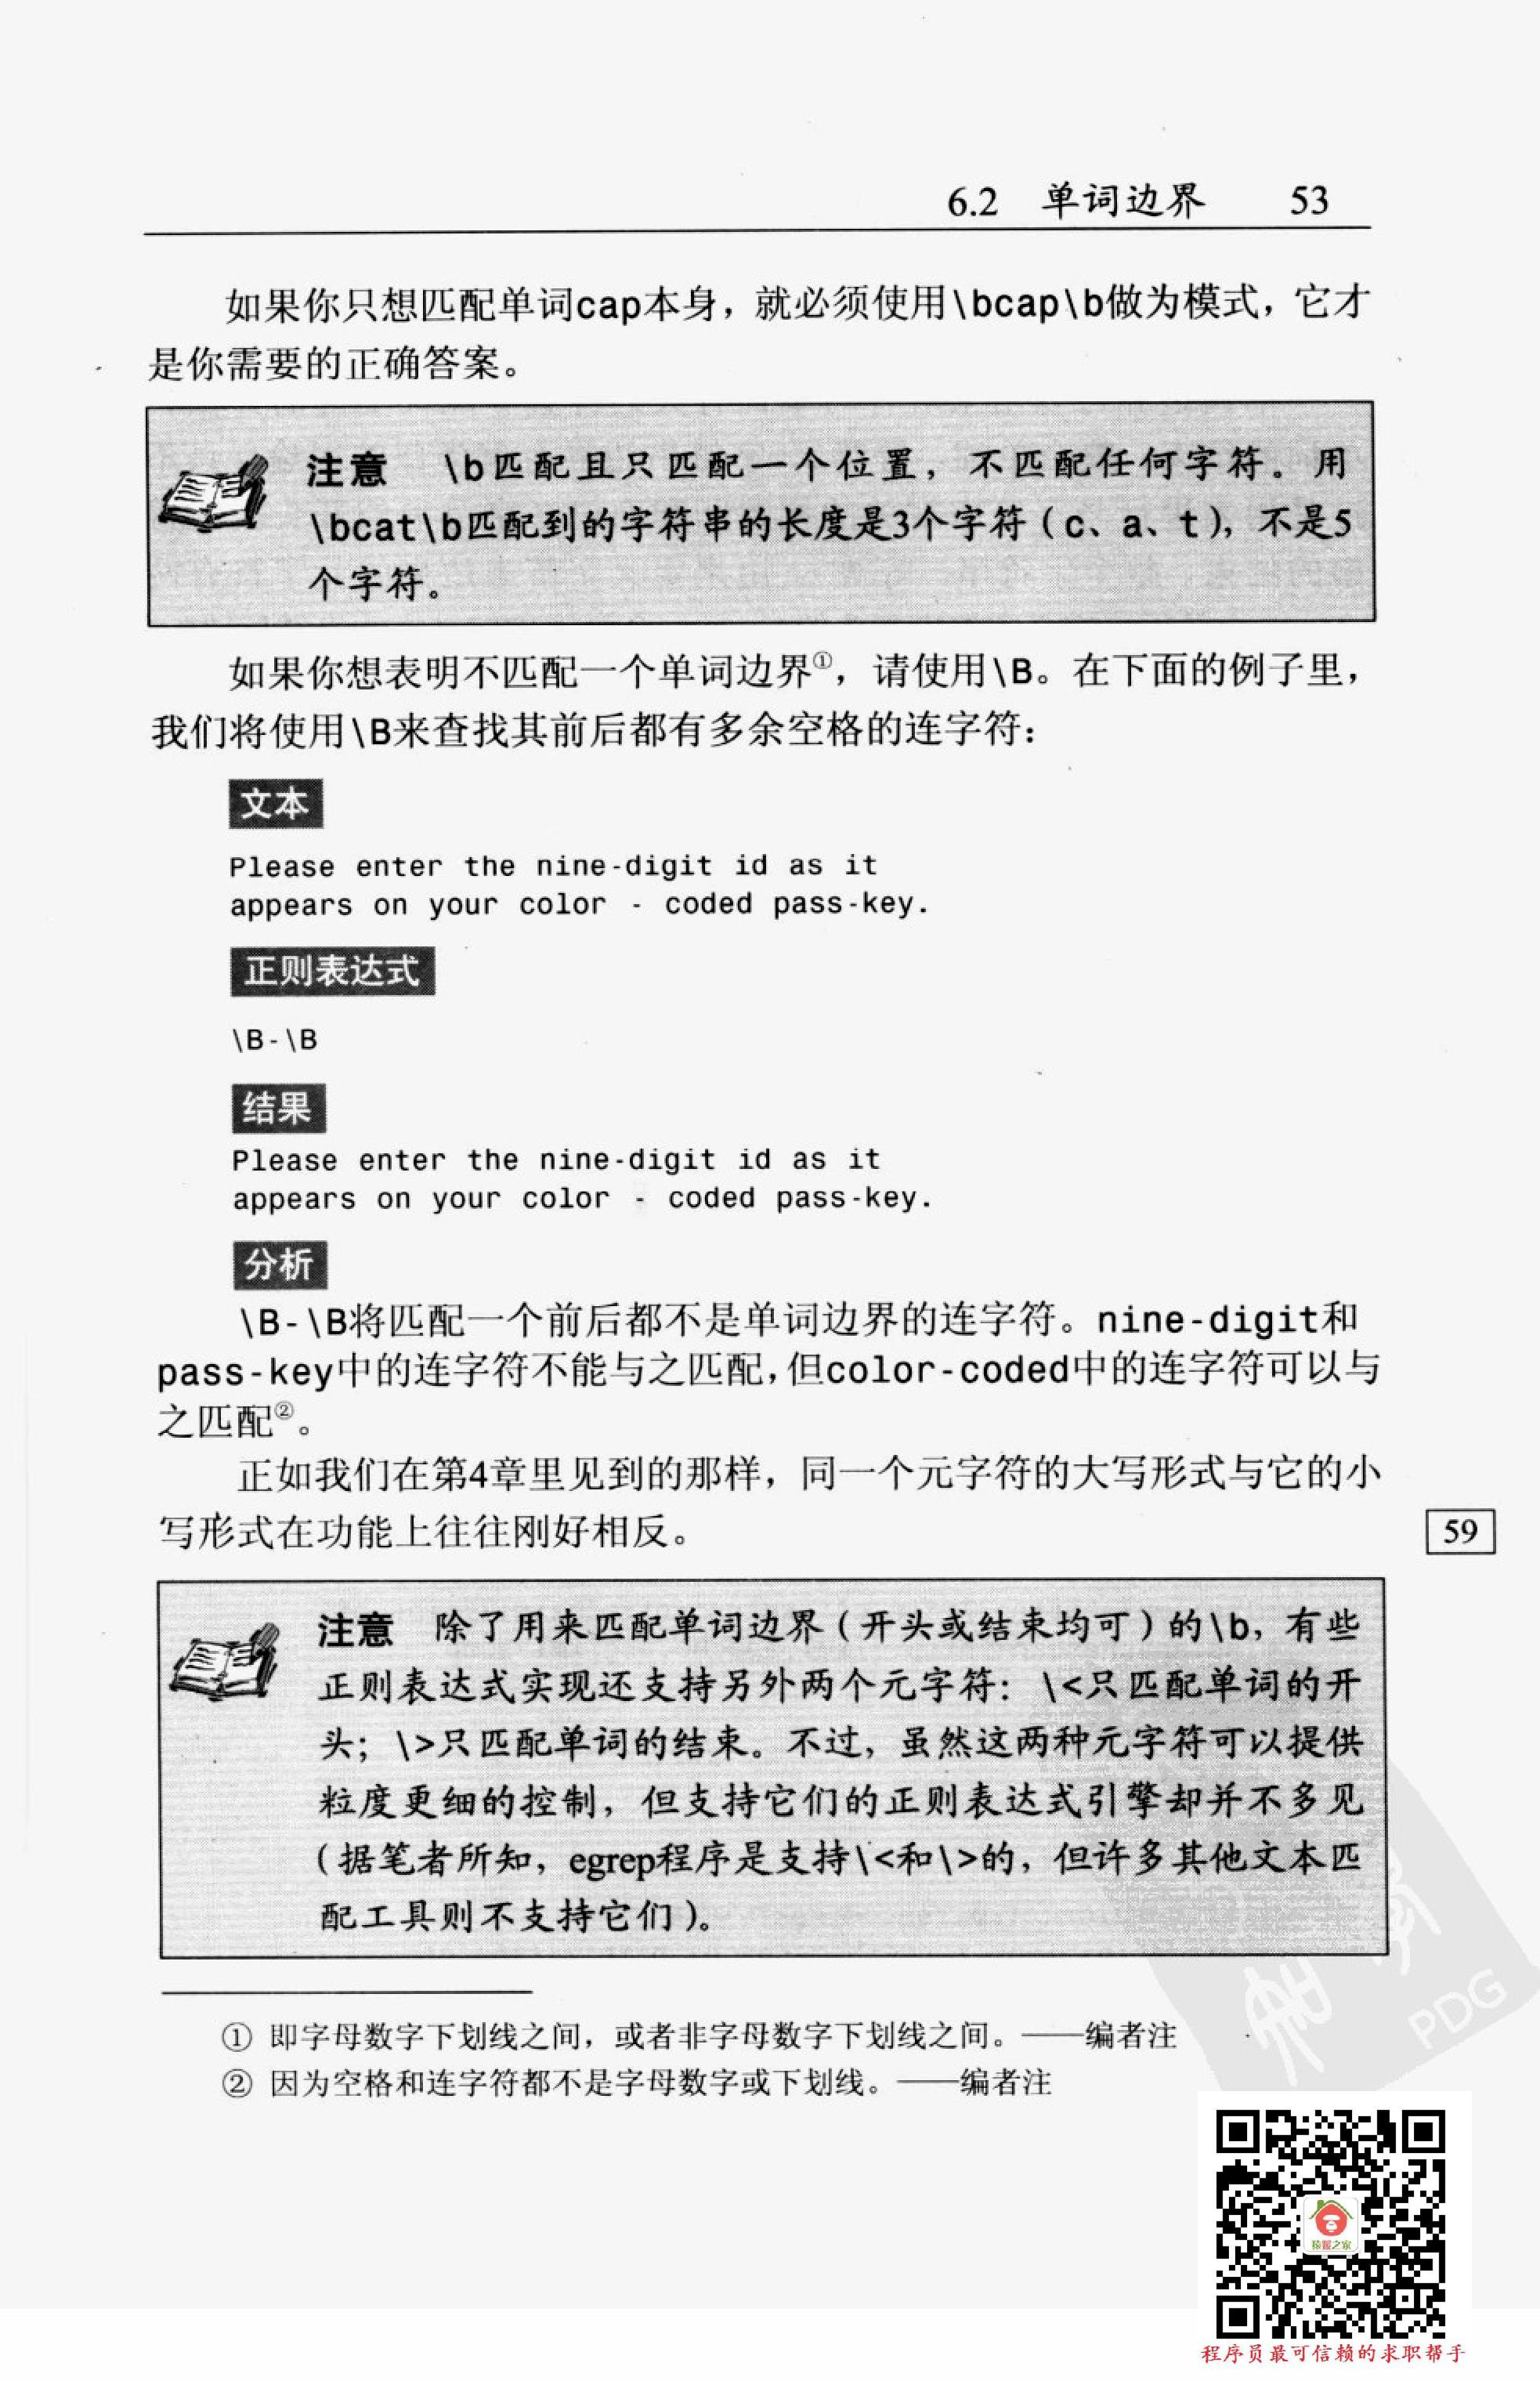 6.2 单词边界 53
如果你只想匹配单词cap本身，就必须使用\bcap\b做为模式，它才
是你需要的正确答案。
注意 \b匹配且只匹配一个位置，不匹配任何字符。用
\bcat\b匹配到的字符串的长度是3个字符（c、a、t），不是5
个字符。
如果你想表明不匹配一个单词边界①，请使用\B。在下面的例子里，
我们将使用\B来查找其前后都有多余空格的连字符：
文本
Please enter the nine-digit id as it
appears on your color - coded pass-key.
正则表达式
\B-\B
结果
Please enter the nine-digit id as it
appears on your color - coded pass-key.
分析
\B-\B将匹配一个前后都不是单词边界的连字符。nine-digit和
pass-key中的连字符不能与之匹配，但color-coded中的连字符可以与
之匹配②。
正如我们在第4章里见到的那样，同一个元字符的大写形式与它的小
写形式在功能上往往刚好相反。
59
注意 除了用来匹配单词边界（开头或结束均可）的\b，有些
正则表达式实现还支持另外两个元字符：\<只匹配单词的开
头；\>只匹配单词的结束。不过，虽然这两种元字符可以提供
粒度更细的控制，但支持它们的正则表达式引擎却并不多见
（据笔者所知，egrep程序是支持\<和\>的，但许多其他文本匹
配工具则不支持它们）。
① 即字母数字下划线之间，或者非字母数字下划线之间。——编者注
② 因为空格和连字符都不是字母数字或下划线。——编者注
PDG
猿圈之家
程序员最可信赖的求职帮手